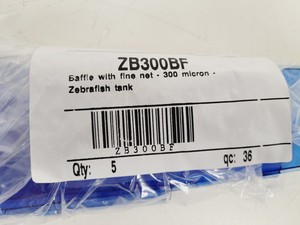 ZB300BF
Baffle with fine net - 300 micron -
Zebrafish tank
ZB300BF
Qty: 5 qc: 36